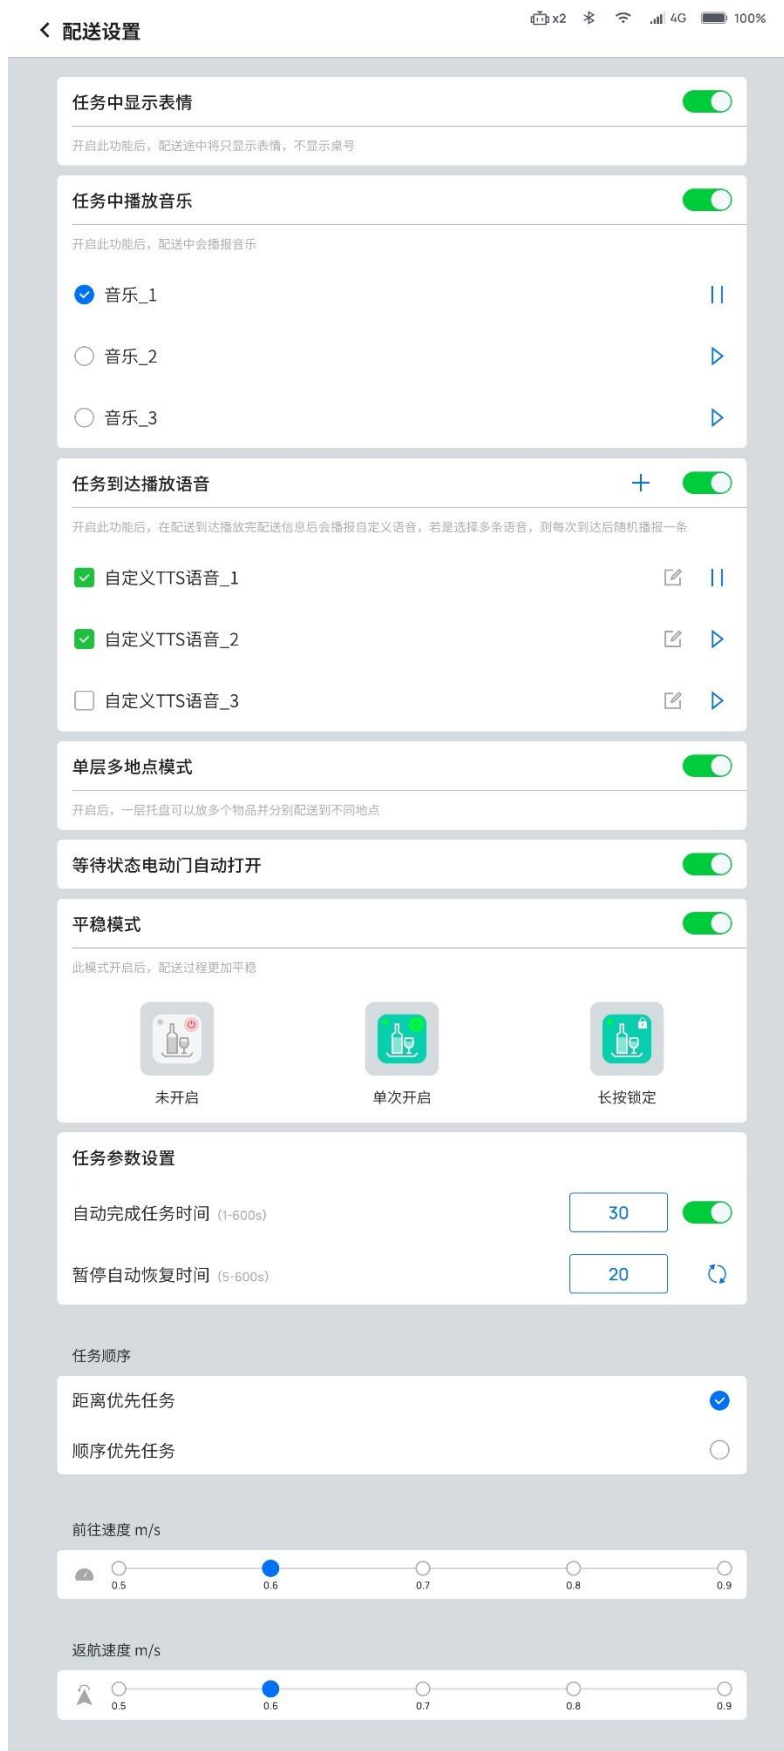 x2 4G 100%
配送设置
任务中显示表情
开启此功能后，配送途中将只显示表情，不显示桌号
任务中播放音乐
开启此功能后，配送中会播报音乐
音乐_1
音乐_2
音乐_3
任务到达播放语音
开启此功能后，在配送到达播放完配送信息后会播报自定义语音，若是选择多条语音，则每次到达后随机播报一条
自定义TTS语音_1
自定义TTS语音_2
自定义TTS语音_3
单层多地点模式
开启后，一层托盘可以放多个物品并分别配送到不同地点
等待状态电动门自动打开
平稳模式
此模式开启后，配送过程更加平稳
未开启 单次开启 长按锁定
任务参数设置
自动完成任务时间 (1-600s) 30
暂停自动恢复时间 (5-600s) 20
任务顺序
距离优先任务
顺序优先任务
前往速度 m/s
0.5 0.6 0.7 0.8 0.9
返航速度 m/s
0.5 0.6 0.7 0.8 0.9